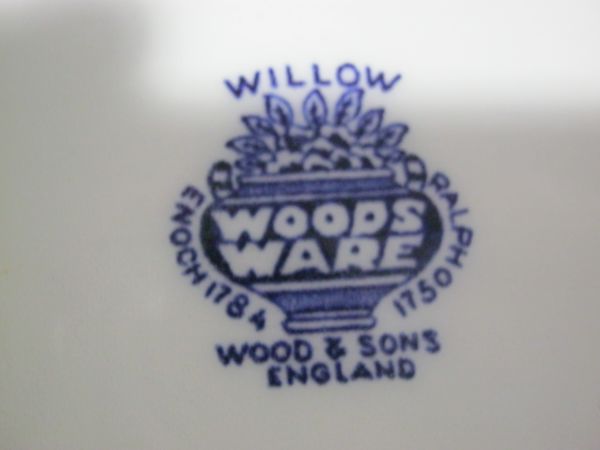 WILLOW
WOODS
WARE
ENOCH 1784
RALPH 1750
WOOD & SONS
ENGLAND